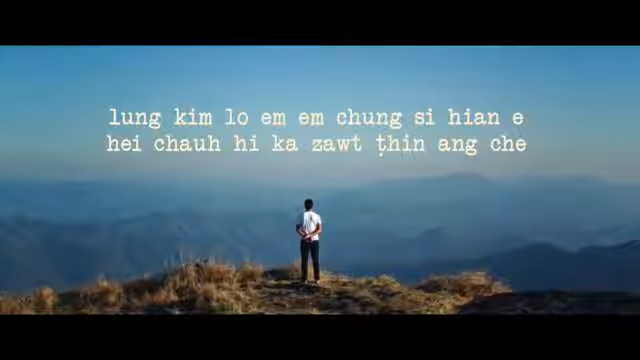 lung kim lo em em chung si hian e
hei chauh hi ka zawt ṭhin ang che